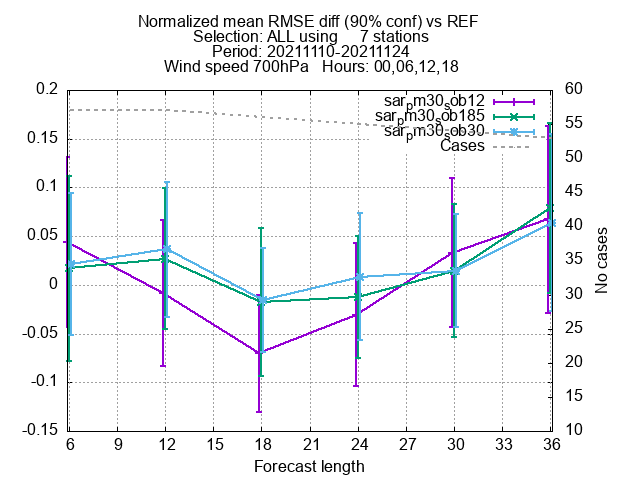 Normalized mean RMSE diff (90% conf) vs REF
Selection: ALL using     7 stations
Period: 20211110-20211124
Wind speed 700hPa   Hours: 00,06,12,18
sarpm30sob12
sarpm30sob185
sarpm30sob30
Cases
0.2
0.15
0.1
0.05
0
-0.05
-0.1
-0.15
60
55
50
45
40
35
30
25
20
15
10
No cases
6 9 12 15 18 21 24 27 30 33 36
Forecast length